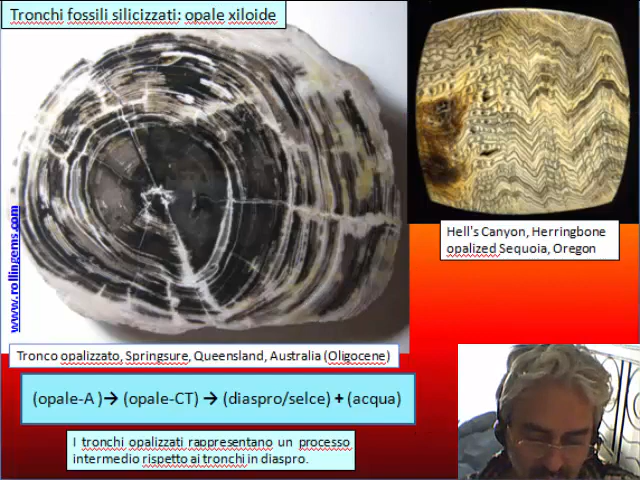 Tronchi fossili silicizzati: opale xiloide
www.rollingems.com
Hell's Canyon, Herringbone
opalized Sequoia, Oregon
Tronco opalizzato, Springsure, Queensland, Australia (Oligocene)
(opale-A )→ (opale-CT) → (diaspro/selce) + (acqua)
I tronchi opalizzati rappresentano un processo
intermedio rispetto ai tronchi in diaspro.